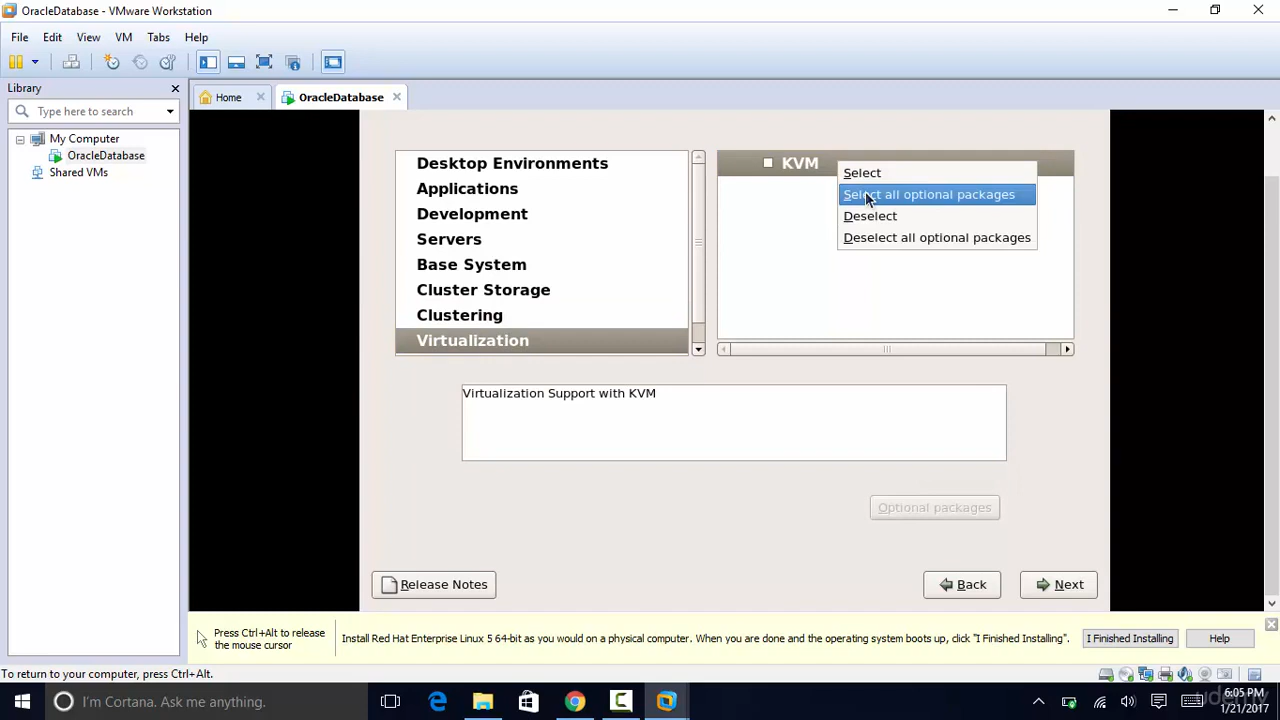 OracleDatabase - VMware Workstation
File Edit View VM Tabs Help
Library
Type here to search
My Computer
OracleDatabase
Shared VMs
Home
OracleDatabase
Desktop Environments
Applications
Development
Servers
Base System
Cluster Storage
Clustering
Virtualization
KVM
Select
Select all optional packages
Deselect
Deselect all optional packages
Virtualization Support with KVM
Optional packages
Release Notes
Back
Next
Press Ctrl+Alt to release
the mouse cursor
Install Red Hat Enterprise Linux 5 64-bit as you would on a physical computer. When you are done and the operating system boots up, click "I Finished Installing".
I Finished Installing
Help
To return to your computer, press Ctrl+Alt.
I'm Cortana. Ask me anything.
6:05 PM
1/21/2017
udemy